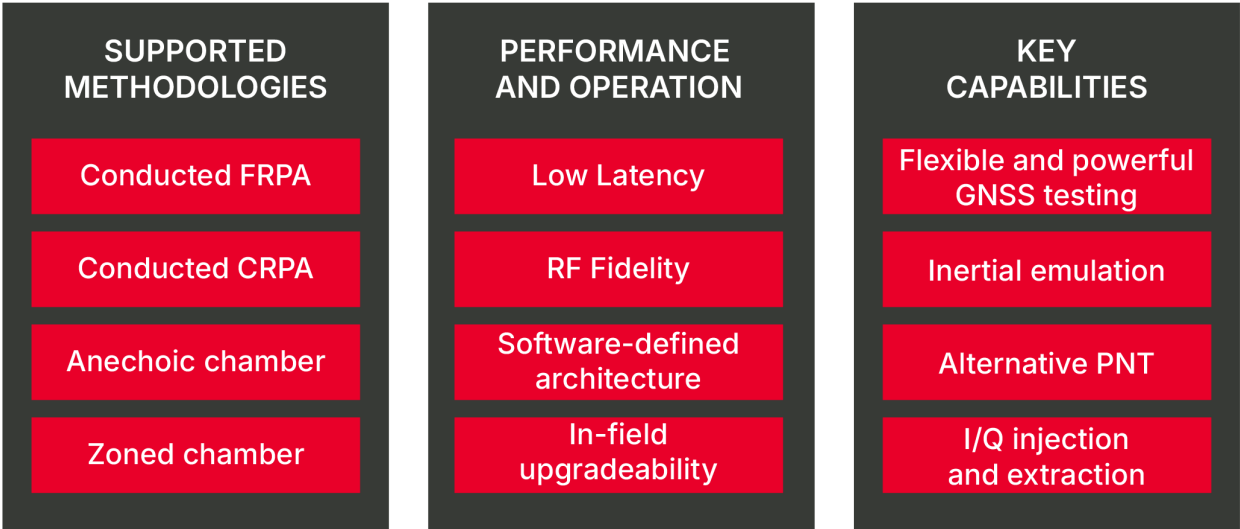 SUPPORTED
METHODOLOGIES
Conducted FRPA
Conducted CRPA
Anechoic chamber
Zoned chamber
PERFORMANCE
AND OPERATION
Low Latency
RF Fidelity
Software-defined
architecture
In-field
upgradeability
KEY
CAPABILITIES
Flexible and powerful
GNSS testing
Inertial emulation
Alternative PNT
I/Q injection
and extraction